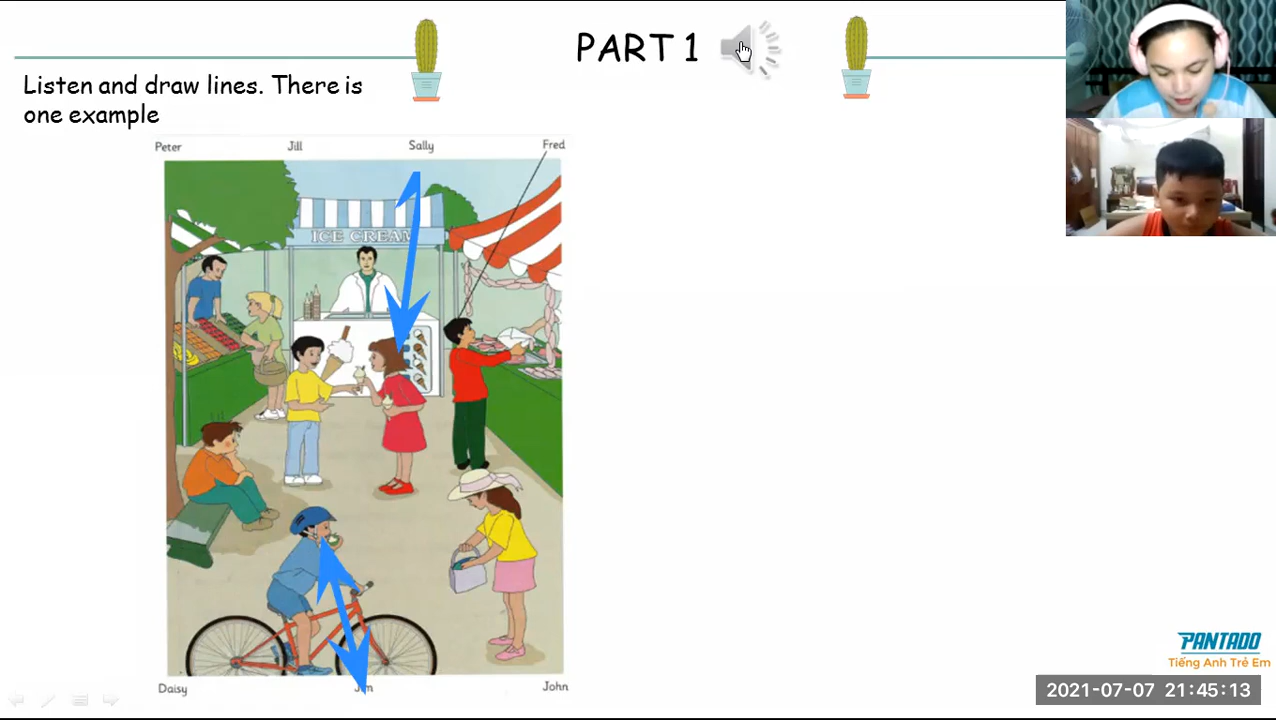 PART 1
Listen and draw lines. There is
one example
Peter Jill Sally Fred
ICE CREAM
Daisy Jim John
PANTADO
Tiếng Anh Trẻ Em
2021-07-07 21:45:13